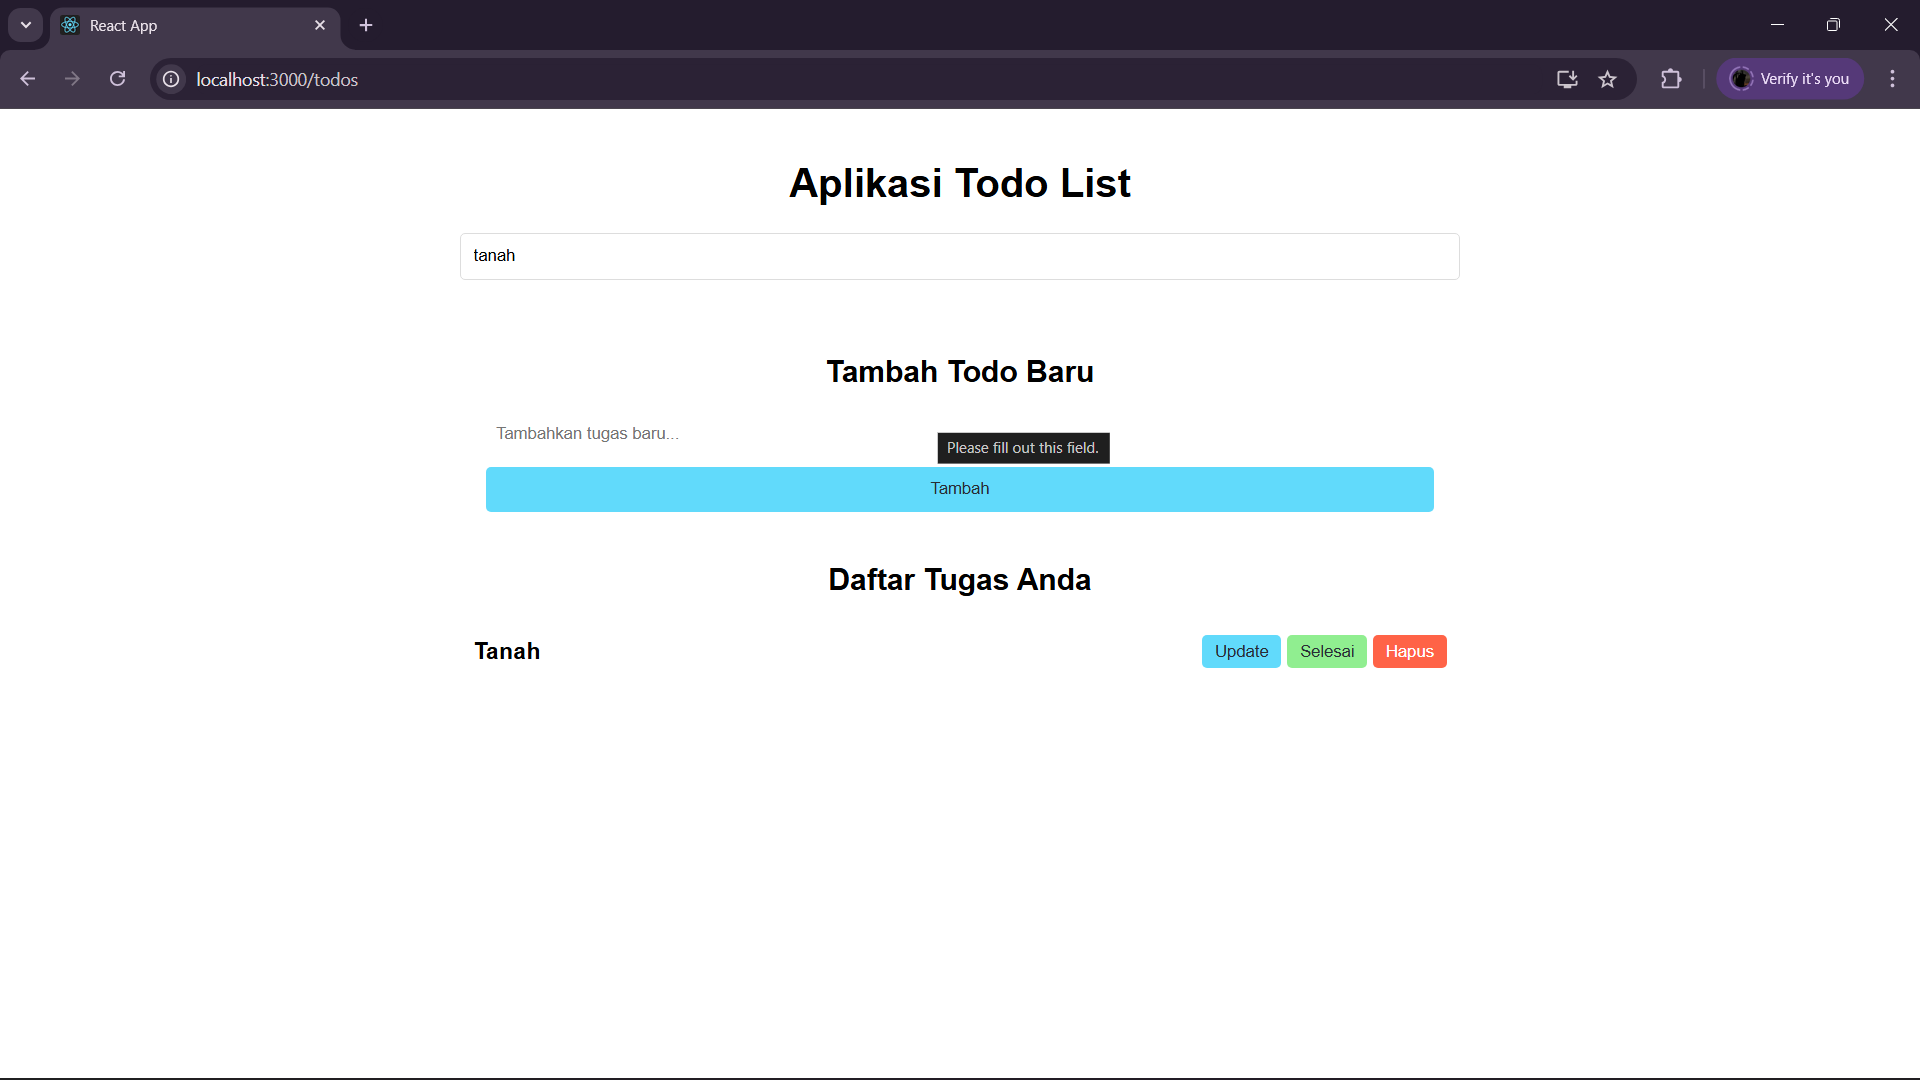 React App
localhost:3000/todos
Verify it's you
Aplikasi Todo List
tanah
Tambah Todo Baru
Tambahkan tugas baru...
Please fill out this field.
Tambah
Daftar Tugas Anda
Tanah
Update
Selesai
Hapus